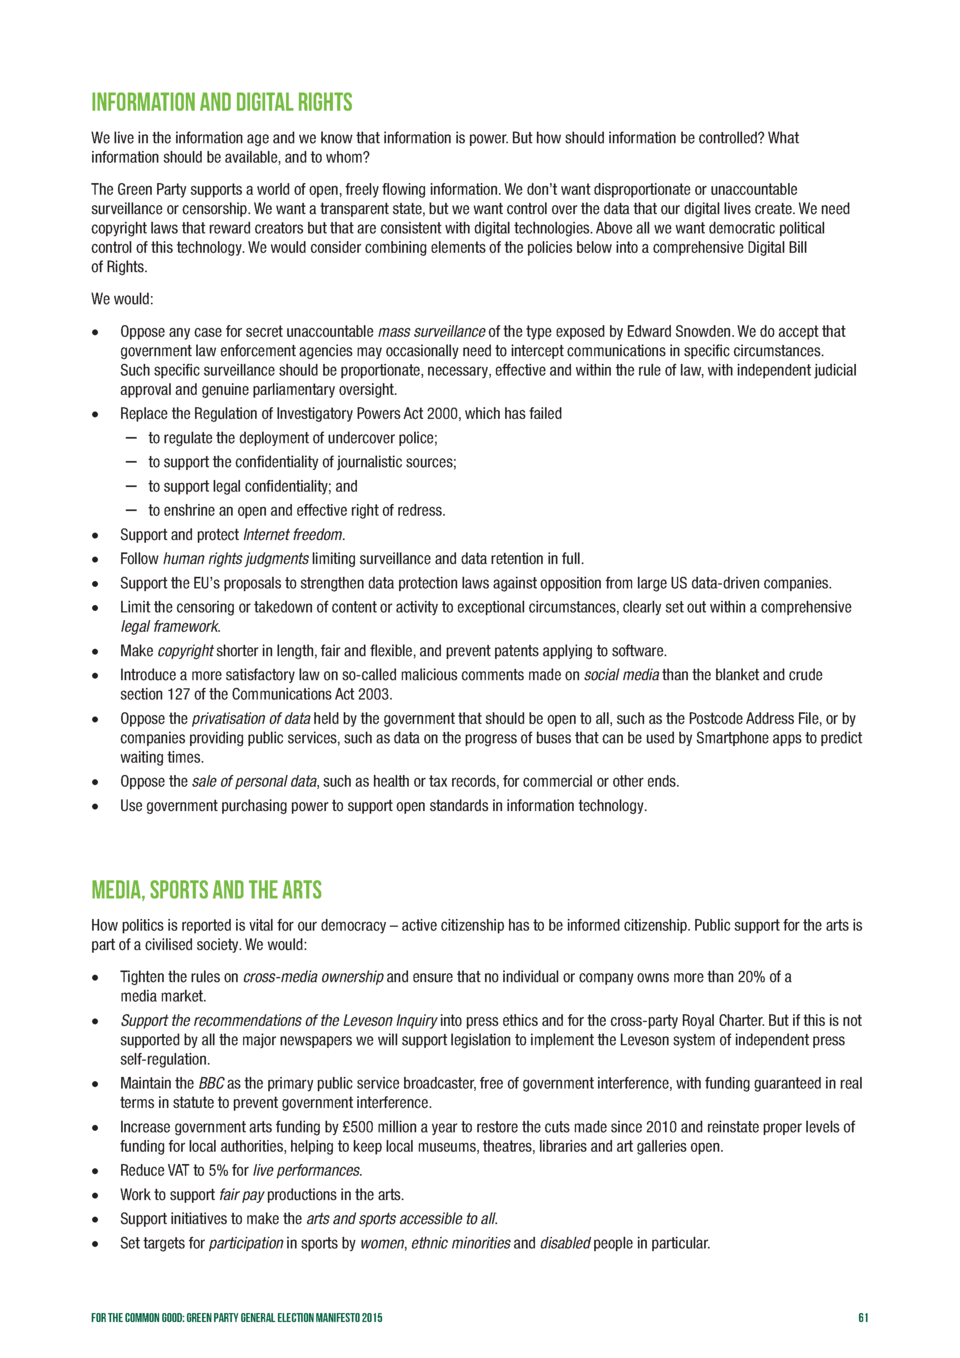 INFORMATION AND DIGITAL RIGHTS
We live in the information age and we know that information is power. But how should information be controlled? What
information should be available, and to whom?
The Green Party supports a world of open, freely flowing information. We don’t want disproportionate or unaccountable
surveillance or censorship. We want a transparent state, but we want control over the data that our digital lives create. We need
copyright laws that reward creators but that are consistent with digital technologies. Above all we want democratic political
control of this technology. We would consider combining elements of the policies below into a comprehensive Digital Bill
of Rights.
We would:
• Oppose any case for secret unaccountable mass surveillance of the type exposed by Edward Snowden. We do accept that
government law enforcement agencies may occasionally need to intercept communications in specific circumstances.
Such specific surveillance should be proportionate, necessary, effective and within the rule of law, with independent judicial
approval and genuine parliamentary oversight.
• Replace the Regulation of Investigatory Powers Act 2000, which has failed
– to regulate the deployment of undercover police;
– to support the confidentiality of journalistic sources;
– to support legal confidentiality; and
– to enshrine an open and effective right of redress.
• Support and protect Internet freedom.
• Follow human rights judgments limiting surveillance and data retention in full.
• Support the EU’s proposals to strengthen data protection laws against opposition from large US data-driven companies.
• Limit the censoring or takedown of content or activity to exceptional circumstances, clearly set out within a comprehensive
legal framework.
• Make copyright shorter in length, fair and flexible, and prevent patents applying to software.
• Introduce a more satisfactory law on so-called malicious comments made on social media than the blanket and crude
section 127 of the Communications Act 2003.
• Oppose the privatisation of data held by the government that should be open to all, such as the Postcode Address File, or by
companies providing public services, such as data on the progress of buses that can be used by Smartphone apps to predict
waiting times.
• Oppose the sale of personal data, such as health or tax records, for commercial or other ends.
• Use government purchasing power to support open standards in information technology.
MEDIA, SPORTS AND THE ARTS
How politics is reported is vital for our democracy – active citizenship has to be informed citizenship. Public support for the arts is
part of a civilised society. We would:
• Tighten the rules on cross-media ownership and ensure that no individual or company owns more than 20% of a
media market.
• Support the recommendations of the Leveson Inquiry into press ethics and for the cross-party Royal Charter. But if this is not
supported by all the major newspapers we will support legislation to implement the Leveson system of independent press
self-regulation.
• Maintain the BBC as the primary public service broadcaster, free of government interference, with funding guaranteed in real
terms in statute to prevent government interference.
• Increase government arts funding by £500 million a year to restore the cuts made since 2010 and reinstate proper levels of
funding for local authorities, helping to keep local museums, theatres, libraries and art galleries open.
• Reduce VAT to 5% for live performances.
• Work to support fair pay productions in the arts.
• Support initiatives to make the arts and sports accessible to all.
• Set targets for participation in sports by women, ethnic minorities and disabled people in particular.
FOR THE COMMON GOOD: GREEN PARTY GENERAL ELECTION MANIFESTO 2015 61